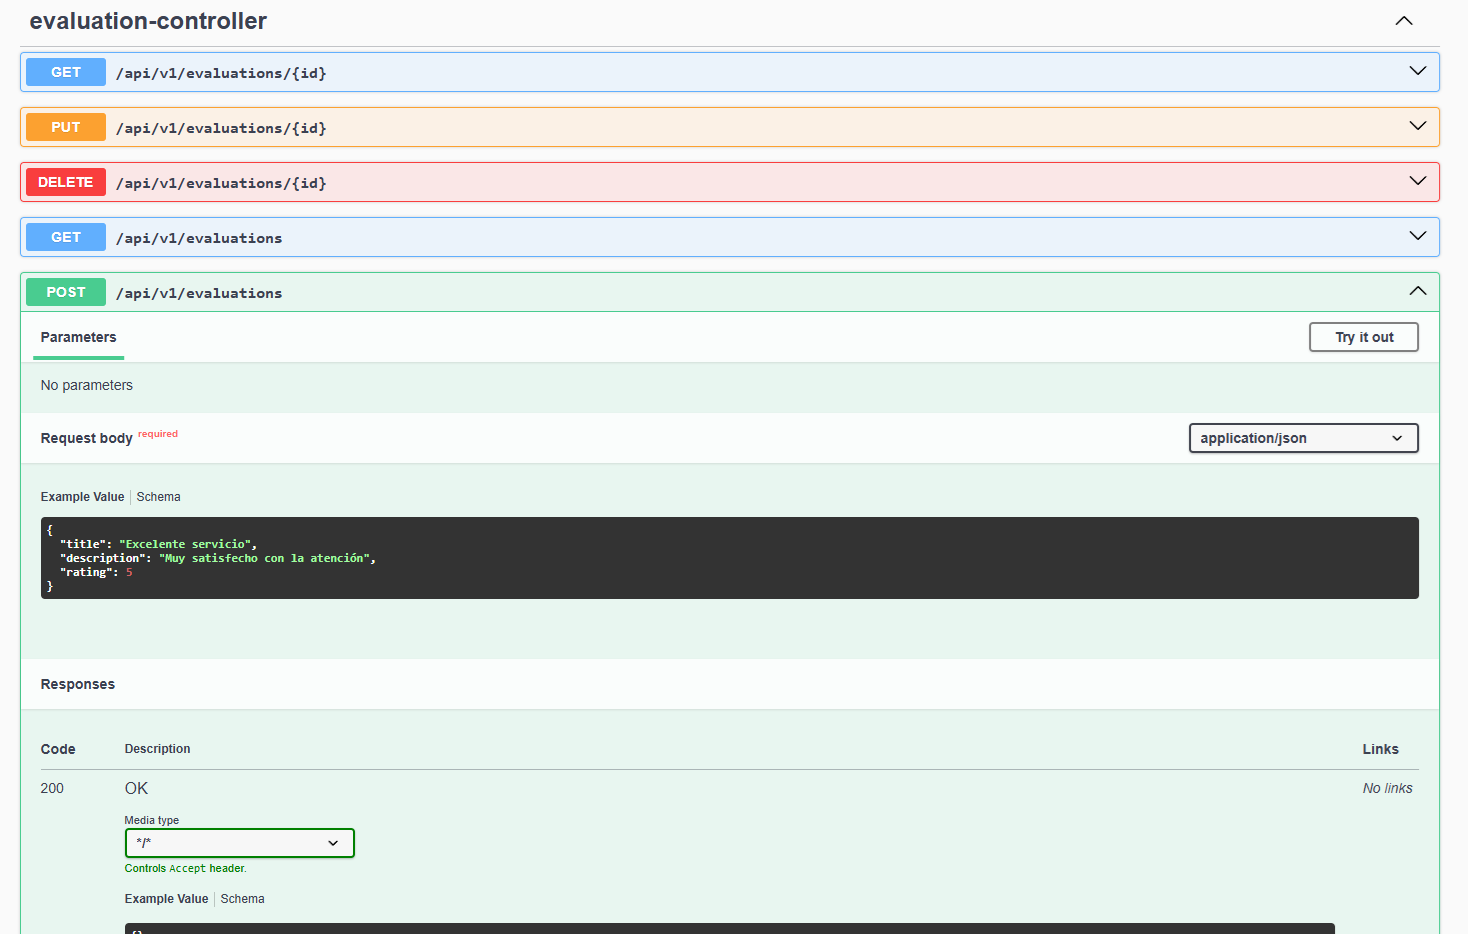 evaluation-controller
GET /api/v1/evaluations/{id}
PUT /api/v1/evaluations/{id}
DELETE /api/v1/evaluations/{id}
GET /api/v1/evaluations
POST /api/v1/evaluations
Parameters Try it out
No parameters
Request body required application/json
Example Value Schema
{
"title": "Excelente servicio",
"description": "Muy satisfecho con la atención",
"rating": 5
}
Responses
Code Description Links
200 OK No links
Media type
*/*
Controls Accept header.
Example Value Schema